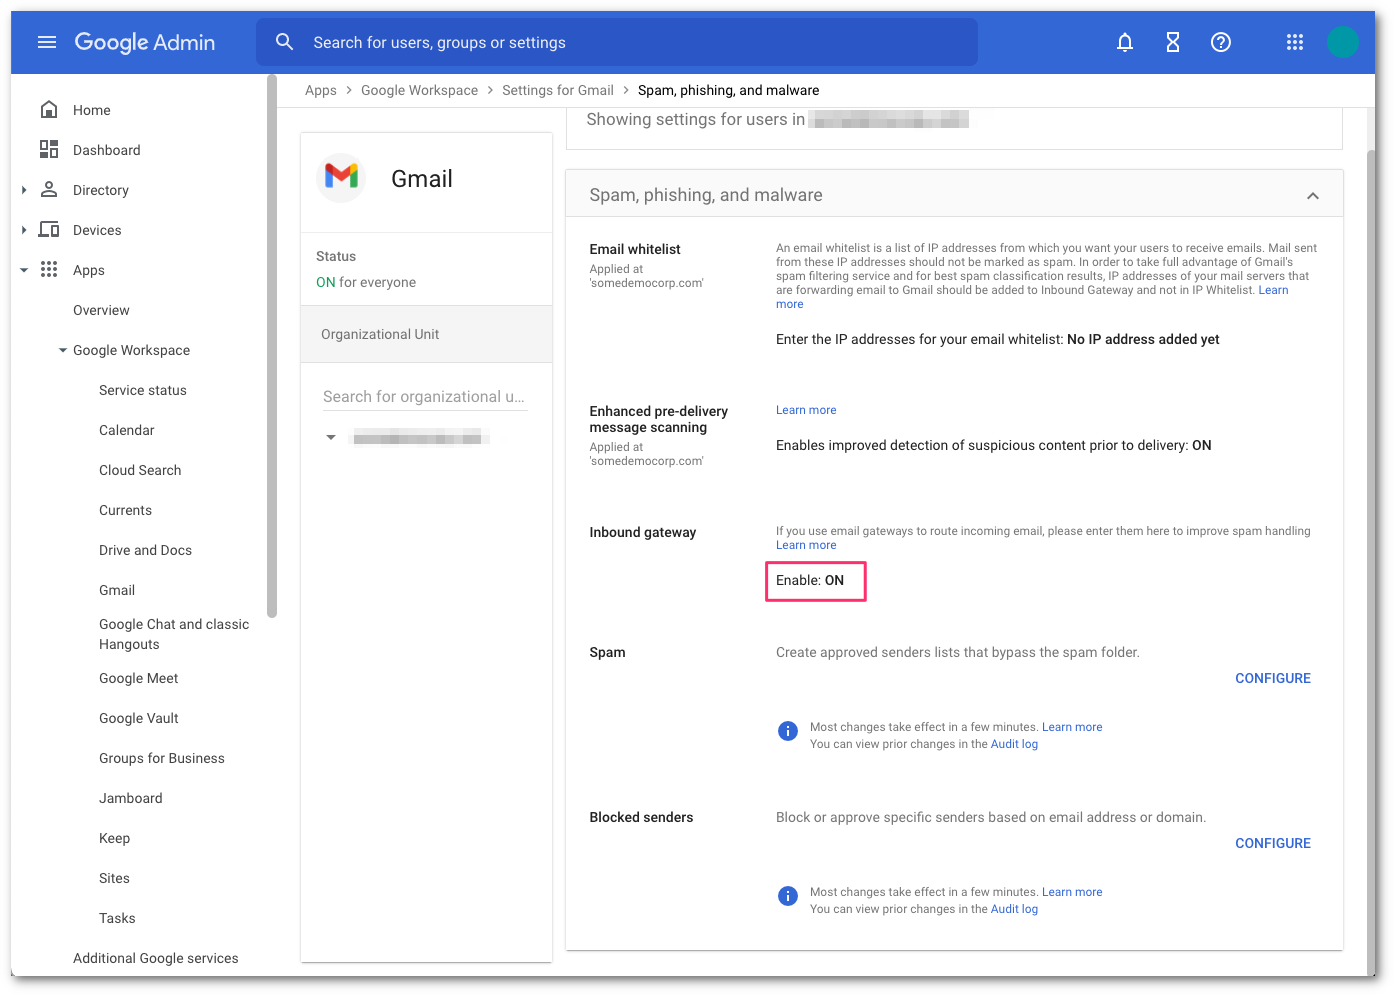 Google Admin
Search for users, groups or settings
Home
Dashboard
Directory
Devices
Apps
Overview
Google Workspace
Service status
Calendar
Cloud Search
Currents
Drive and Docs
Gmail
Google Chat and classic
Hangouts
Google Meet
Google Vault
Groups for Business
Jamboard
Keep
Sites
Tasks
Additional Google services
Apps > Google Workspace > Settings for Gmail > Spam, phishing, and malware
Gmail
Status
ON for everyone
Organizational Unit
Search for organizational u...
Showing settings for users in
Spam, phishing, and malware
Email whitelist
Applied at
'somedemocorp.com'
An email whitelist is a list of IP addresses from which you want your users to receive emails. Mail sent
from these IP addresses should not be marked as spam. In order to take full advantage of Gmail's
spam filtering service and for best spam classification results, IP addresses of your mail servers that
are forwarding email to Gmail should be added to Inbound Gateway and not in IP Whitelist. Learn
more
Enter the IP addresses for your email whitelist: No IP address added yet
Enhanced pre-delivery
message scanning
Applied at
'somedemocorp.com'
Learn more
Enables improved detection of suspicious content prior to delivery: ON
Inbound gateway
If you use email gateways to route incoming email, please enter them here to improve spam handling
Learn more
Enable: ON
Spam
Create approved senders lists that bypass the spam folder.
CONFIGURE
Most changes take effect in a few minutes. Learn more
You can view prior changes in the Audit log
Blocked senders
Block or approve specific senders based on email address or domain.
CONFIGURE
Most changes take effect in a few minutes. Learn more
You can view prior changes in the Audit log